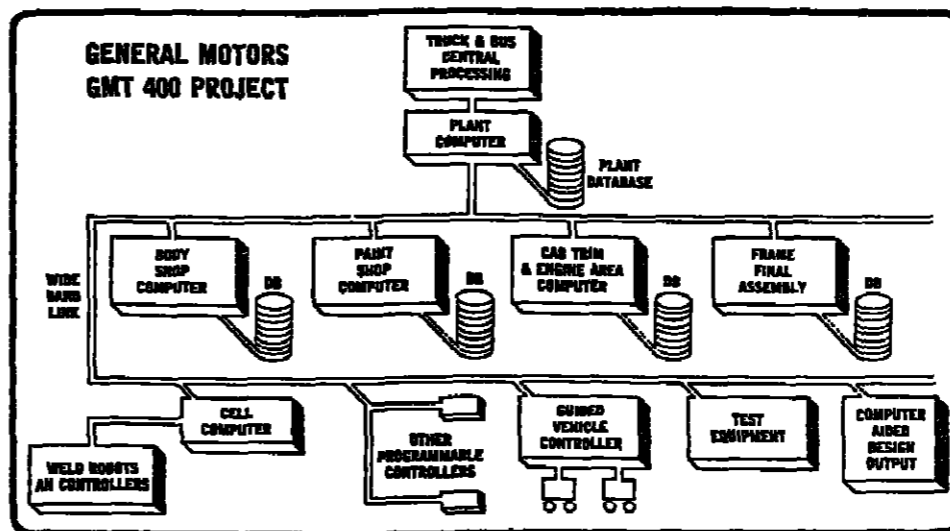 GENERAL MOTORS
GMT 400 PROJECT
TRUCK & BUS
CENTRAL
PROCESSING
PLANT
COMPUTER
PLANT
DATABASE
WIDE
BAND
LINK
BODY
SHOP
COMPUTER
DB
PAINT
SHOP
COMPUTER
DB
CAB TRIM
& ENGINE AREA
COMPUTER
DB
FRAME
FINAL
ASSEMBLY
DB
CELL
COMPUTER
WELD ROBOTS
AN CONTROLLERS
OTHER
PROGRAMMABLE
CONTROLLERS
GUIDED
VEHICLE
CONTROLLER
TEST
EQUIPMENT
COMPUTER
AIDED
DESIGN
OUTPUT